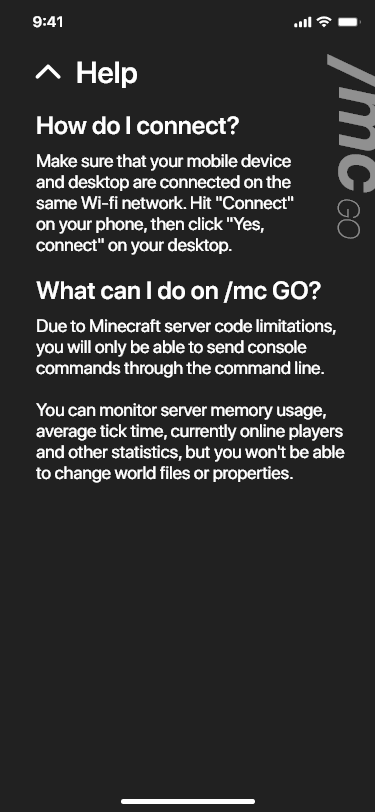 9:41
Help
/mc GO
How do I connect?
Make sure that your mobile device
and desktop are connected on the
same Wi-fi network. Hit "Connect"
on your phone, then click "Yes,
connect" on your desktop.
What can I do on /mc GO?
Due to Minecraft server code limitations,
you will only be able to send console
commands through the command line.
You can monitor server memory usage,
average tick time, currently online players
and other statistics, but you won't be able
to change world files or properties.